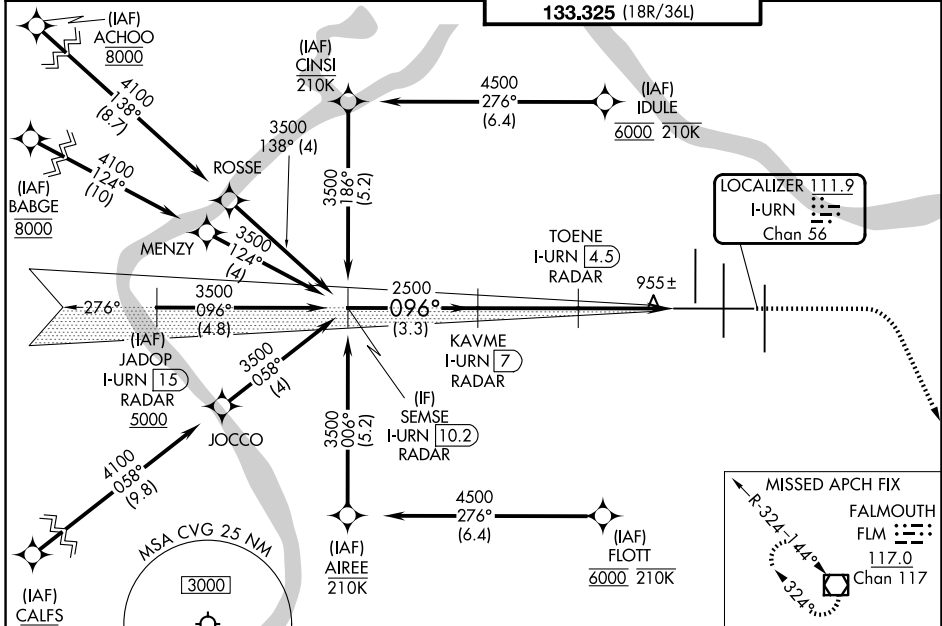 133.325 (18R/36L)
(IAF)
ACHOO
8000
4100
138°
(8.7)
(IAF)
CINSI
210K
4500
276°
(6.4)
(IAF)
IDULE
6000 210K
3500
138° (4)
4100
124°
(10)
(IAF)
BABGE
8000
ROSSE
MENZY
3500
124°
(4)
3500
186°
(5.2)
LOCALIZER 111.9
I-URN
Chan 56
TOENE
I-URN 4.5
RADAR
955±
276°
3500
096°
(4.8)
2500
096°
(3.3)
(IAF)
JADOP
I-URN 15
RADAR
5000
KAVME
I-URN 7
RADAR
3500
058°
(4)
(IF)
SEMSE
I-URN 10.2
RADAR
JOCCO
3500
006°
(5.2)
4100
058°
(9.8)
4500
276°
(6.4)
(IAF)
CALFS
MSA CVG 25 NM
3000
(IAF)
AIREE
210K
(IAF)
FLOTT
6000 210K
MISSED APCH FIX
FALMOUTH
FLM
117.0
Chan 117
R-324
144°
324°